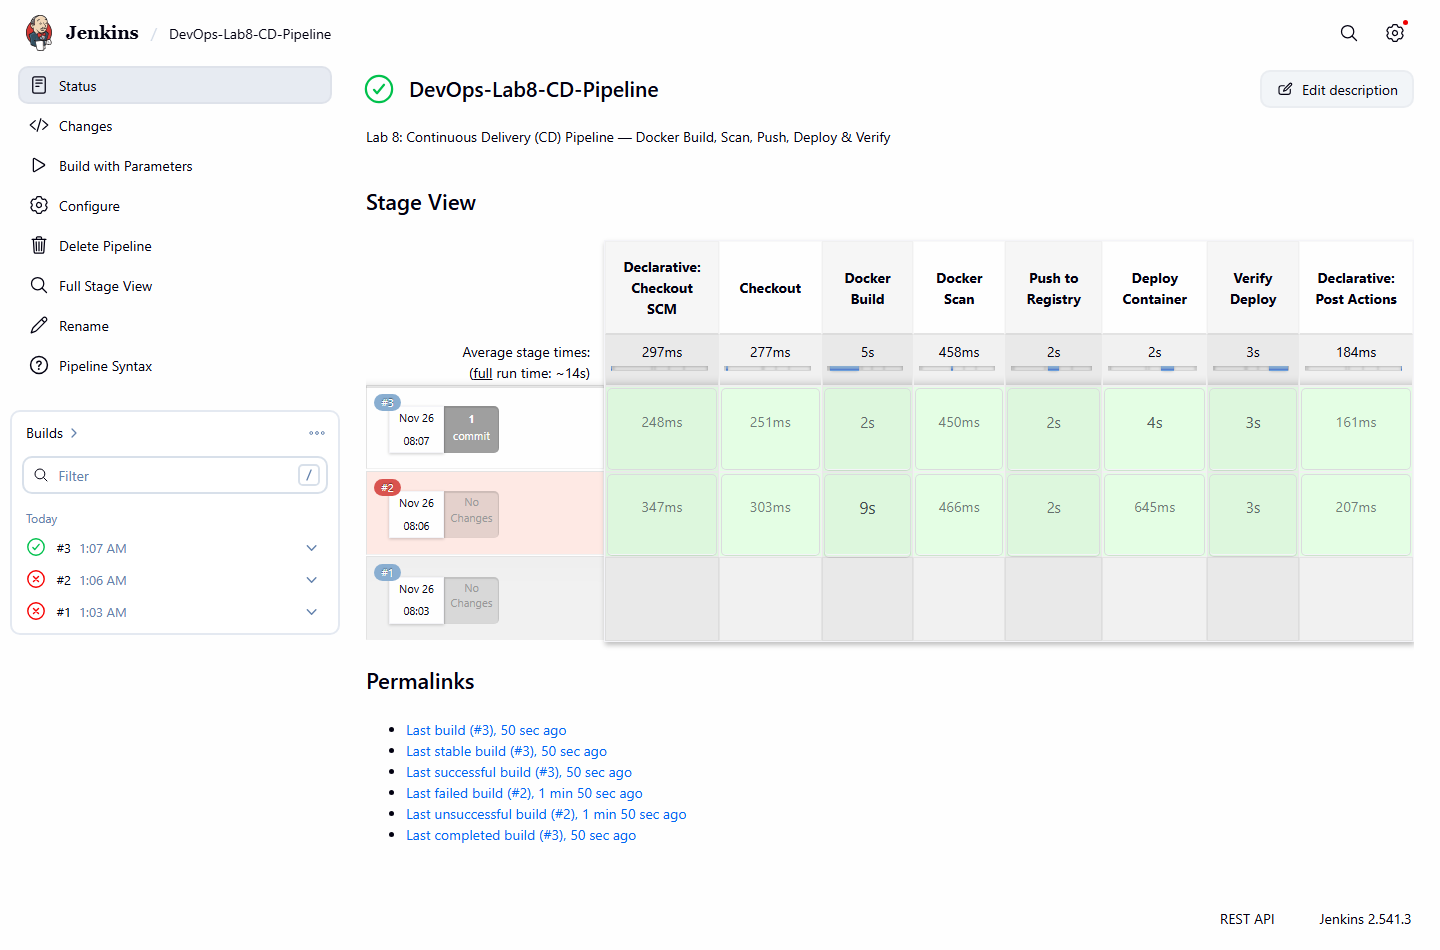 Jenkins / DevOps-Lab8-CD-Pipeline
Status
Changes
Build with Parameters
Configure
Delete Pipeline
Full Stage View
Rename
Pipeline Syntax
Builds
Filter /
Today
#3 1:07 AM
#2 1:06 AM
#1 1:03 AM
DevOps-Lab8-CD-Pipeline
Edit description
Lab 8: Continuous Delivery (CD) Pipeline — Docker Build, Scan, Push, Deploy & Verify
Stage View
Declarative: Checkout SCM
Checkout
Docker Build
Docker Scan
Push to Registry
Deploy Container
Verify Deploy
Declarative: Post Actions
Average stage times:
(full run time: ~14s)
297ms 277ms 5s 458ms 2s 2s 3s 184ms
#3
Nov 26
08:07
1
commit
248ms 251ms 2s 450ms 2s 4s 3s 161ms
#2
Nov 26
08:06
No
Changes
347ms 303ms 9s 466ms 2s 645ms 3s 207ms
#1
Nov 26
08:03
No
Changes
Permalinks
Last build (#3), 50 sec ago
Last stable build (#3), 50 sec ago
Last successful build (#3), 50 sec ago
Last failed build (#2), 1 min 50 sec ago
Last unsuccessful build (#2), 1 min 50 sec ago
Last completed build (#3), 50 sec ago
REST API
Jenkins 2.541.3